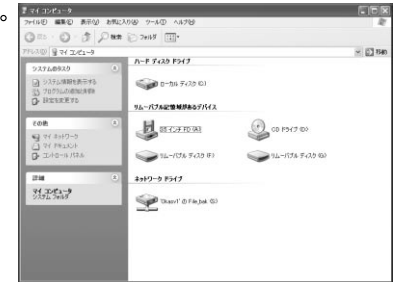 マイ コンピュータ
ファイル(F) 編集(E) 表示(V) お気に入り(A) ツール(T) ヘルプ(H)
戻る 検索 フォルダ
アドレス(D) マイ コンピュータ 移動
システムのタスク
システム情報を表示する
プログラムの追加と削除
設定を変更する
その他
マイ ネットワーク
マイ ドキュメント
コントロール パネル
詳細
マイ コンピュータ
システム フォルダ
ハード ディスク ドライブ
ローカル ディスク (C:)
リムーバブル記憶域があるデバイス
3.5 インチ FD (A:)
CD ドライブ (D:)
リムーバブル ディスク (F:)
リムーバブル ディスク (G:)
ネットワーク ドライブ